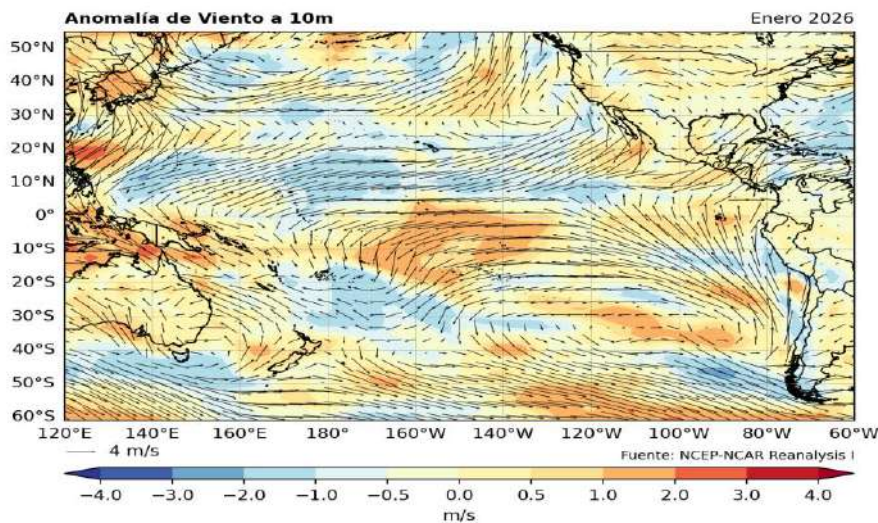 Anomalía de Viento a 10m Enero 2026
50°N
40°N
30°N
20°N
10°N
0°
10°S
20°S
30°S
40°S
50°S
60°S
120°E 140°E 160°E 180° 160°W 140°W 120°W 100°W 80°W 60°W
4 m/s Fuente: NCEP-NCAR Reanalysis I
−4.0 −3.0 −2.0 −1.0 −0.5 0.0 0.5 1.0 2.0 3.0 4.0
m/s